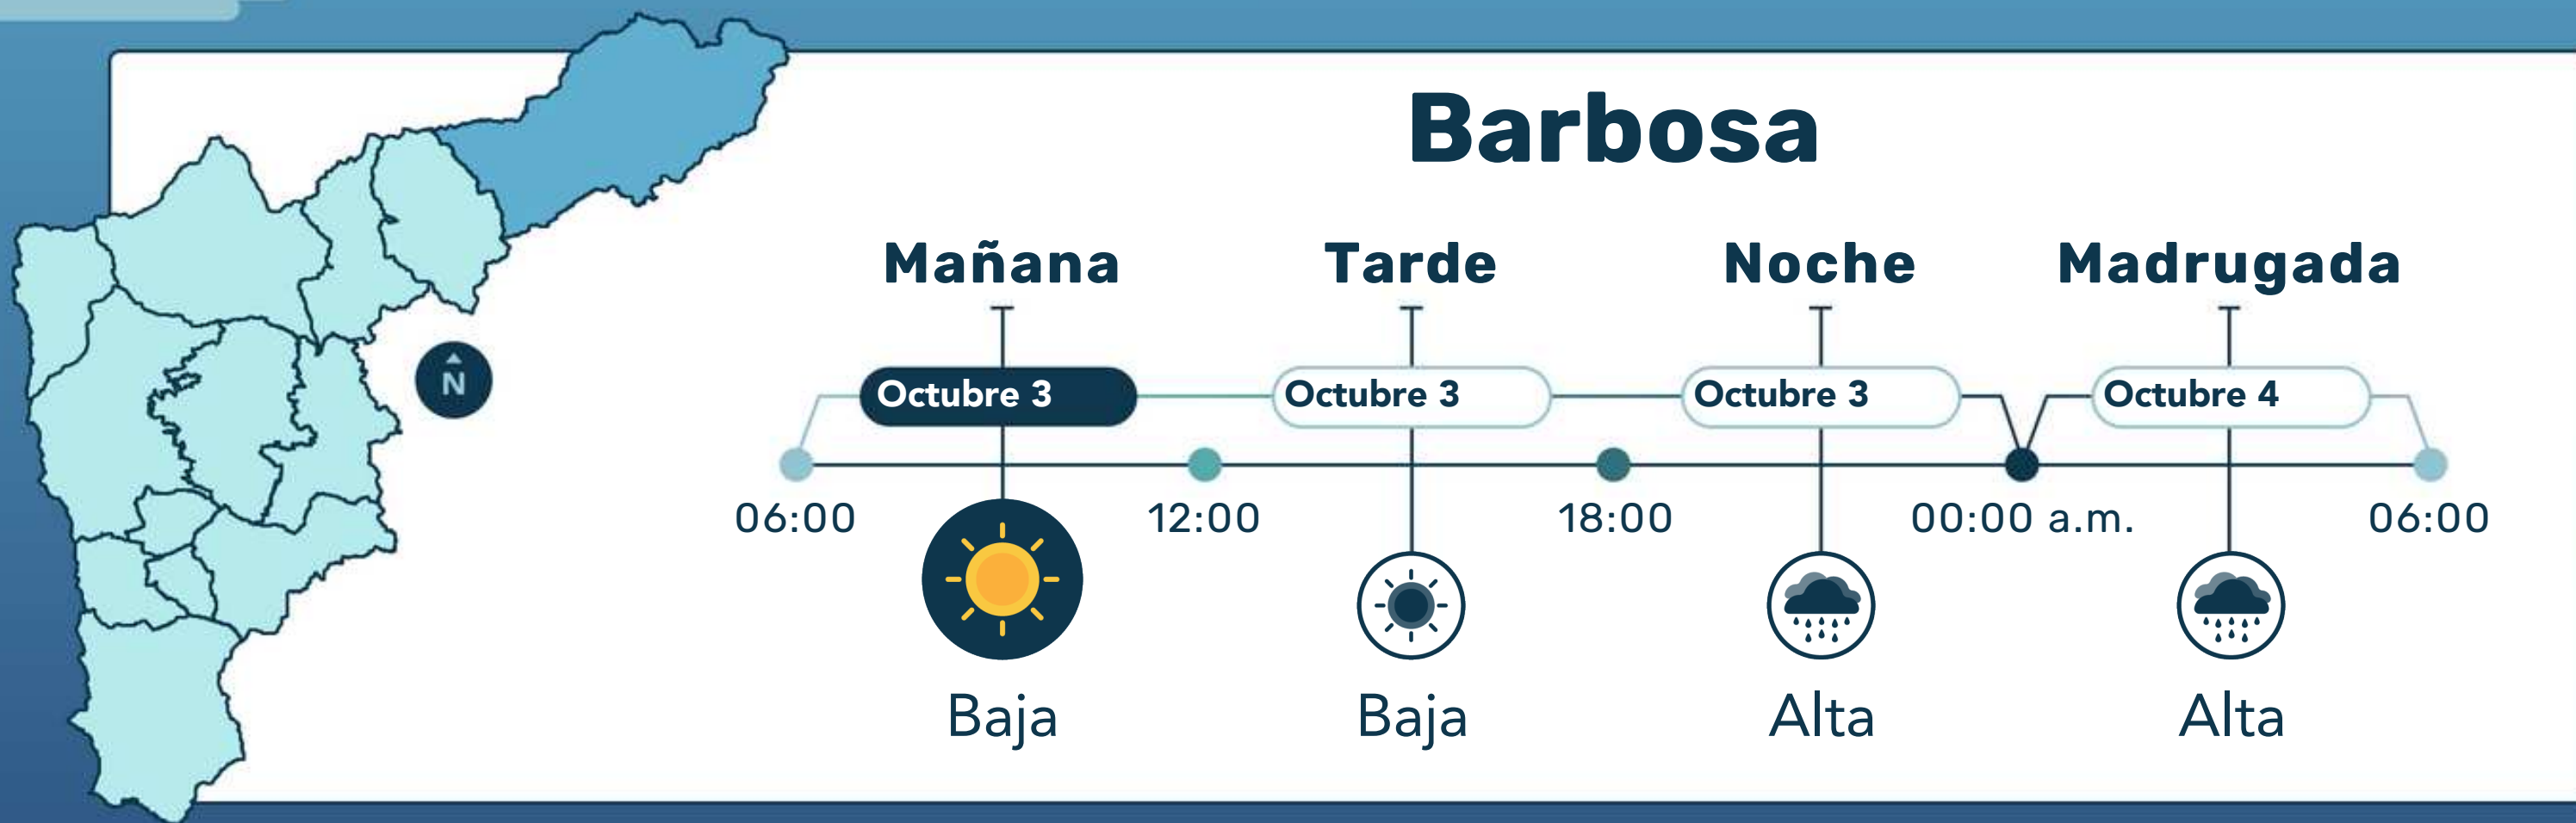 Barbosa
Mañana Tarde Noche Madrugada
N
Octubre 3 Octubre 3 Octubre 3 Octubre 4
06:00 12:00 18:00 00:00 a.m. 06:00
Baja Baja Alta Alta